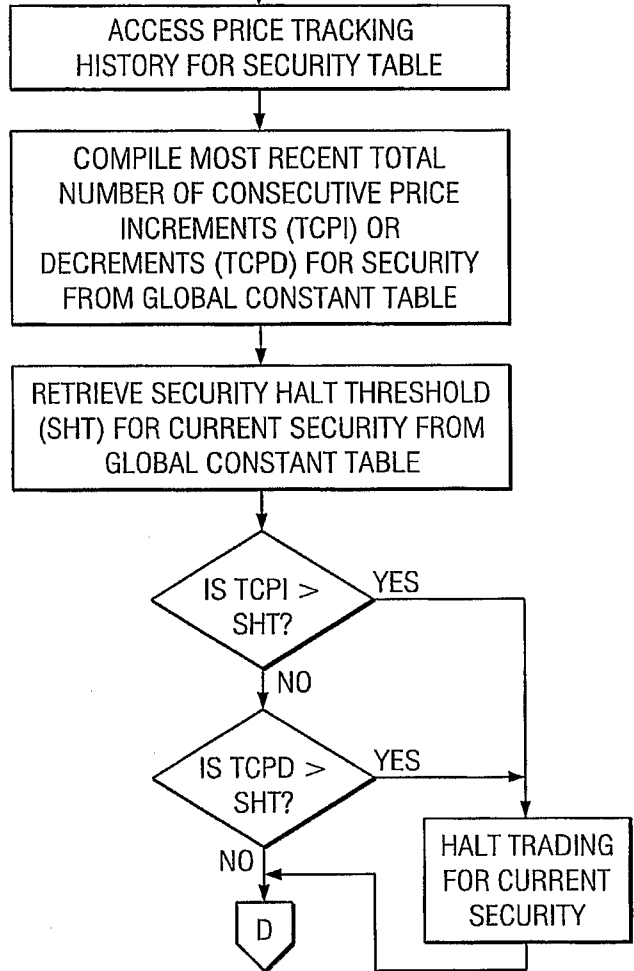 ACCESS PRICE TRACKING
HISTORY FOR SECURITY TABLE
COMPILE MOST RECENT TOTAL
NUMBER OF CONSECUTIVE PRICE
INCREMENTS (TCPI) OR
DECREMENTS (TCPD) FOR SECURITY
FROM GLOBAL CONSTANT TABLE
RETRIEVE SECURITY HALT THRESHOLD
(SHT) FOR CURRENT SECURITY FROM
GLOBAL CONSTANT TABLE
IS TCPI >
SHT?
YES
NO
IS TCPD >
SHT?
YES
NO
HALT TRADING
FOR CURRENT
SECURITY
D